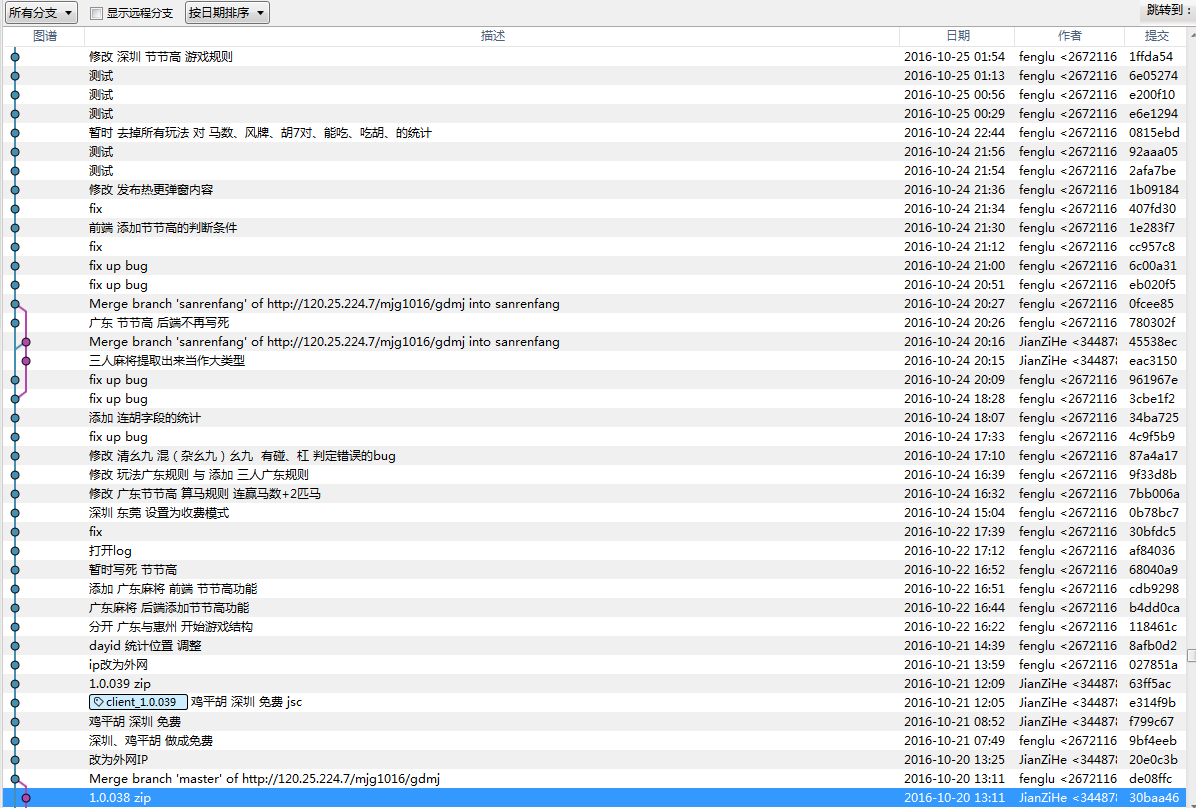 所有分支 显示远程分支 按日期排序 跳转到:
图谱 描述 日期 作者 提交
修改 深圳 节节高 游戏规则 2016-10-25 01:54 fenglu <2672116 1ffda54
测试 2016-10-25 01:13 fenglu <2672116 6e05274
测试 2016-10-25 00:56 fenglu <2672116 e200f10
测试 2016-10-25 00:29 fenglu <2672116 e6e1294
暂时 去掉所有玩法 对 马数、风牌、胡7对、能吃、吃胡、的统计 2016-10-24 22:44 fenglu <2672116 0815ebd
测试 2016-10-24 21:56 fenglu <2672116 92aaa05
测试 2016-10-24 21:54 fenglu <2672116 2afa7be
修改 发布热更弹窗内容 2016-10-24 21:36 fenglu <2672116 1b09184
fix 2016-10-24 21:34 fenglu <2672116 407fd30
前端 添加节节高的判断条件 2016-10-24 21:30 fenglu <2672116 1e283f7
fix 2016-10-24 21:12 fenglu <2672116 cc957c8
fix up bug 2016-10-24 21:00 fenglu <2672116 6c00a31
fix up bug 2016-10-24 20:51 fenglu <2672116 eb020f5
Merge branch 'sanrenfang' of http://120.25.224.7/mjg1016/gdmj into sanrenfang 2016-10-24 20:27 fenglu <2672116 0fcee85
广东 节节高 后端不再写死 2016-10-24 20:26 fenglu <2672116 780302f
Merge branch 'sanrenfang' of http://120.25.224.7/mjg1016/gdmj into sanrenfang 2016-10-24 20:16 JianZiHe <34487 45538ec
三人麻将提取出来当作大类型 2016-10-24 20:15 JianZiHe <34487 eac3150
fix up bug 2016-10-24 20:09 fenglu <2672116 961967e
fix up bug 2016-10-24 18:28 fenglu <2672116 3cbe1f2
添加 连胡字段的统计 2016-10-24 18:07 fenglu <2672116 34ba725
fix up bug 2016-10-24 17:33 fenglu <2672116 4c9f5b9
修改 清幺九 混（杂幺九）幺九 有碰、杠 判定错误的bug 2016-10-24 17:10 fenglu <2672116 87a4a17
修改 玩法广东规则 与 添加 三人广东规则 2016-10-24 16:39 fenglu <2672116 9f33d8b
修改 广东节节高 算马规则 连赢马数+2匹马 2016-10-24 16:32 fenglu <2672116 7bb006a
深圳 东莞 设置为收费模式 2016-10-24 15:04 fenglu <2672116 0b78bc7
fix 2016-10-22 17:39 fenglu <2672116 30bfdc5
打开log 2016-10-22 17:12 fenglu <2672116 af84036
暂时写死 节节高 2016-10-22 16:52 fenglu <2672116 68040a9
添加 广东麻将 前端 节节高功能 2016-10-22 16:51 fenglu <2672116 cdb9298
广东麻将 后端添加节节高功能 2016-10-22 16:44 fenglu <2672116 b4dd0ca
分开 广东与惠州 开始游戏结构 2016-10-22 16:22 fenglu <2672116 118461c
dayid 统计位置 调整 2016-10-21 14:39 fenglu <2672116 8afb0d2
ip改为外网 2016-10-21 13:59 fenglu <2672116 027851a
1.0.039 zip 2016-10-21 12:09 JianZiHe <34487 63ff5ac
client_1.0.039 鸡平胡 深圳 免费 jsc 2016-10-21 12:05 JianZiHe <34487 e314f9b
鸡平胡 深圳 免费 2016-10-21 08:52 JianZiHe <34487 f799c67
深圳、鸡平胡 做成免费 2016-10-21 07:49 fenglu <2672116 9bf4eeb
改为外网IP 2016-10-20 13:25 JianZiHe <34487 20e0c3b
Merge branch 'master' of http://120.25.224.7/mjg1016/gdmj 2016-10-20 13:11 fenglu <2672116 de08ffc
1.0.038 zip 2016-10-20 13:11 JianZiHe <34487 30baa46